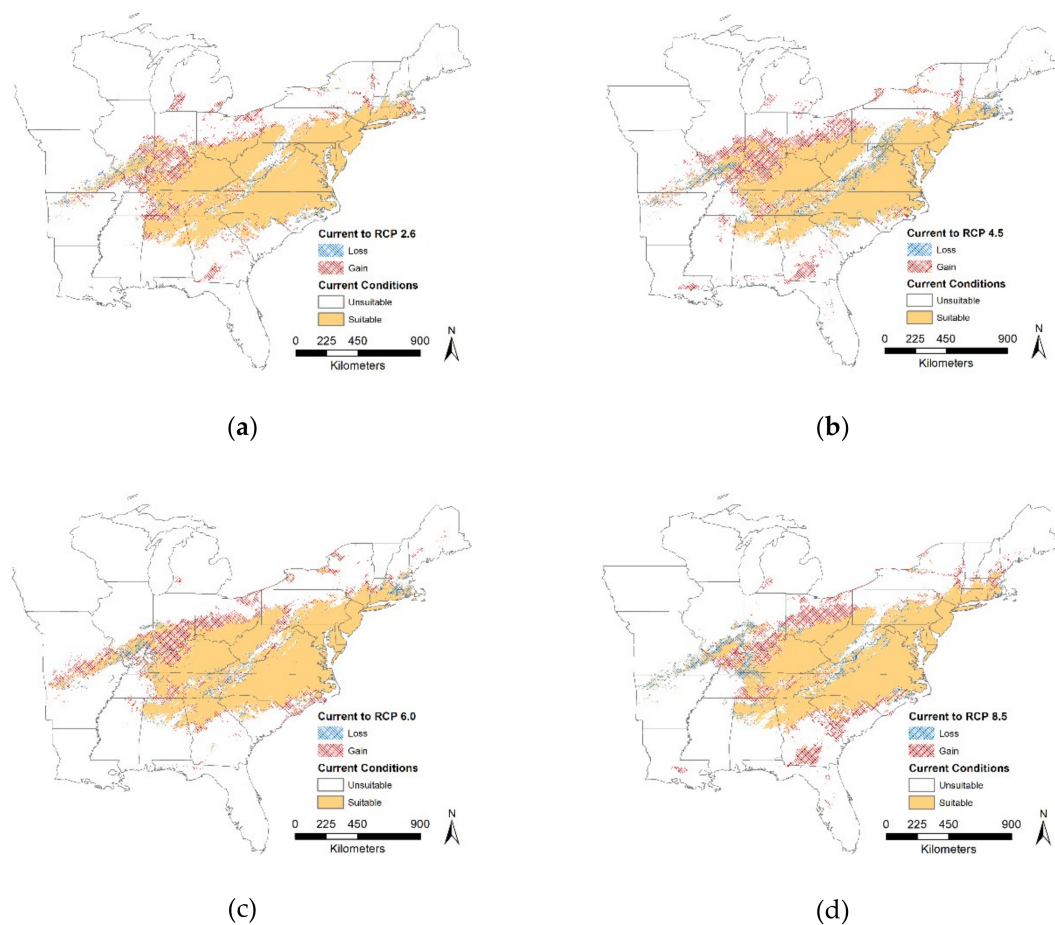 Current to RCP 2.6
Loss
Gain
Current Conditions
Unsuitable
Suitable
0 225 450 900
Kilometers
N
(a)
Current to RCP 4.5
Loss
Gain
Current Conditions
Unsuitable
Suitable
0 225 450 900
Kilometers
N
(b)
Current to RCP 6.0
Loss
Gain
Current Conditions
Unsuitable
Suitable
0 225 450 900
Kilometers
N
(c)
Current to RCP 8.5
Loss
Gain
Current Conditions
Unsuitable
Suitable
0 225 450 900
Kilometers
N
(d)